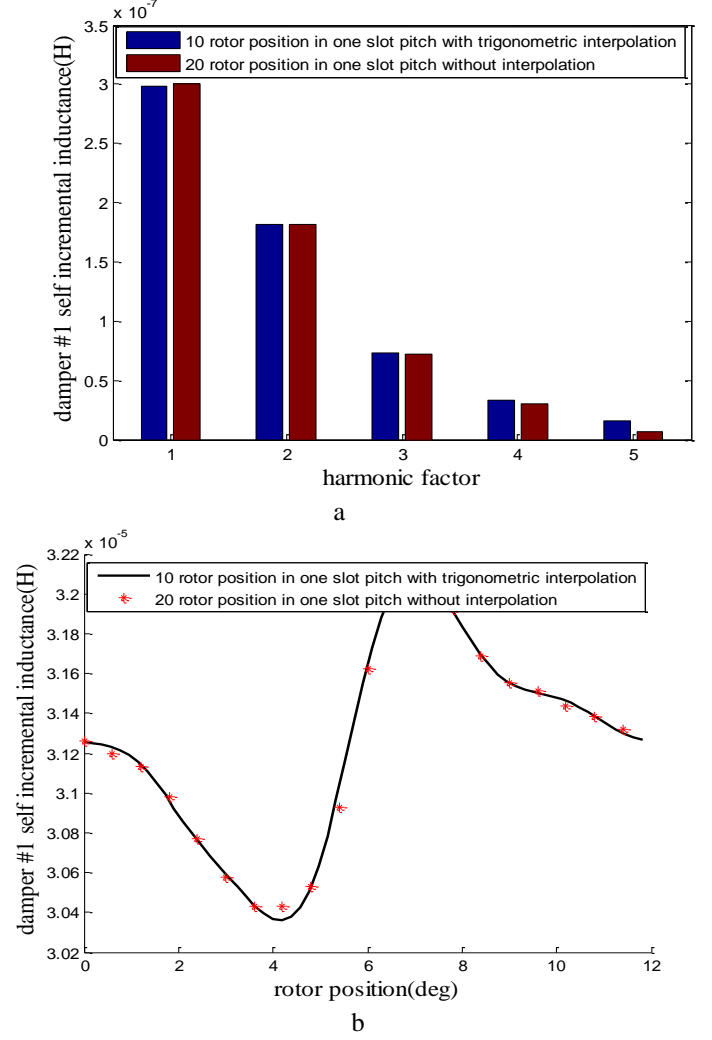 x 10⁻⁷
3.5
3
2.5
2
1.5
1
0.5
0
damper #1 self incremental inductance(H)
10 rotor position in one slot pitch with trigonometric interpolation
20 rotor position in one slot pitch without interpolation
1 2 3 4 5
harmonic factor
a
x 10⁻⁵
3.22
3.2
3.18
3.16
3.14
3.12
3.1
3.08
3.06
3.04
3.02
damper #1 self incremental inductance(H)
10 rotor position in one slot pitch with trigonometric interpolation
20 rotor position in one slot pitch without interpolation
0 2 4 6 8 10 12
rotor position(deg)
b